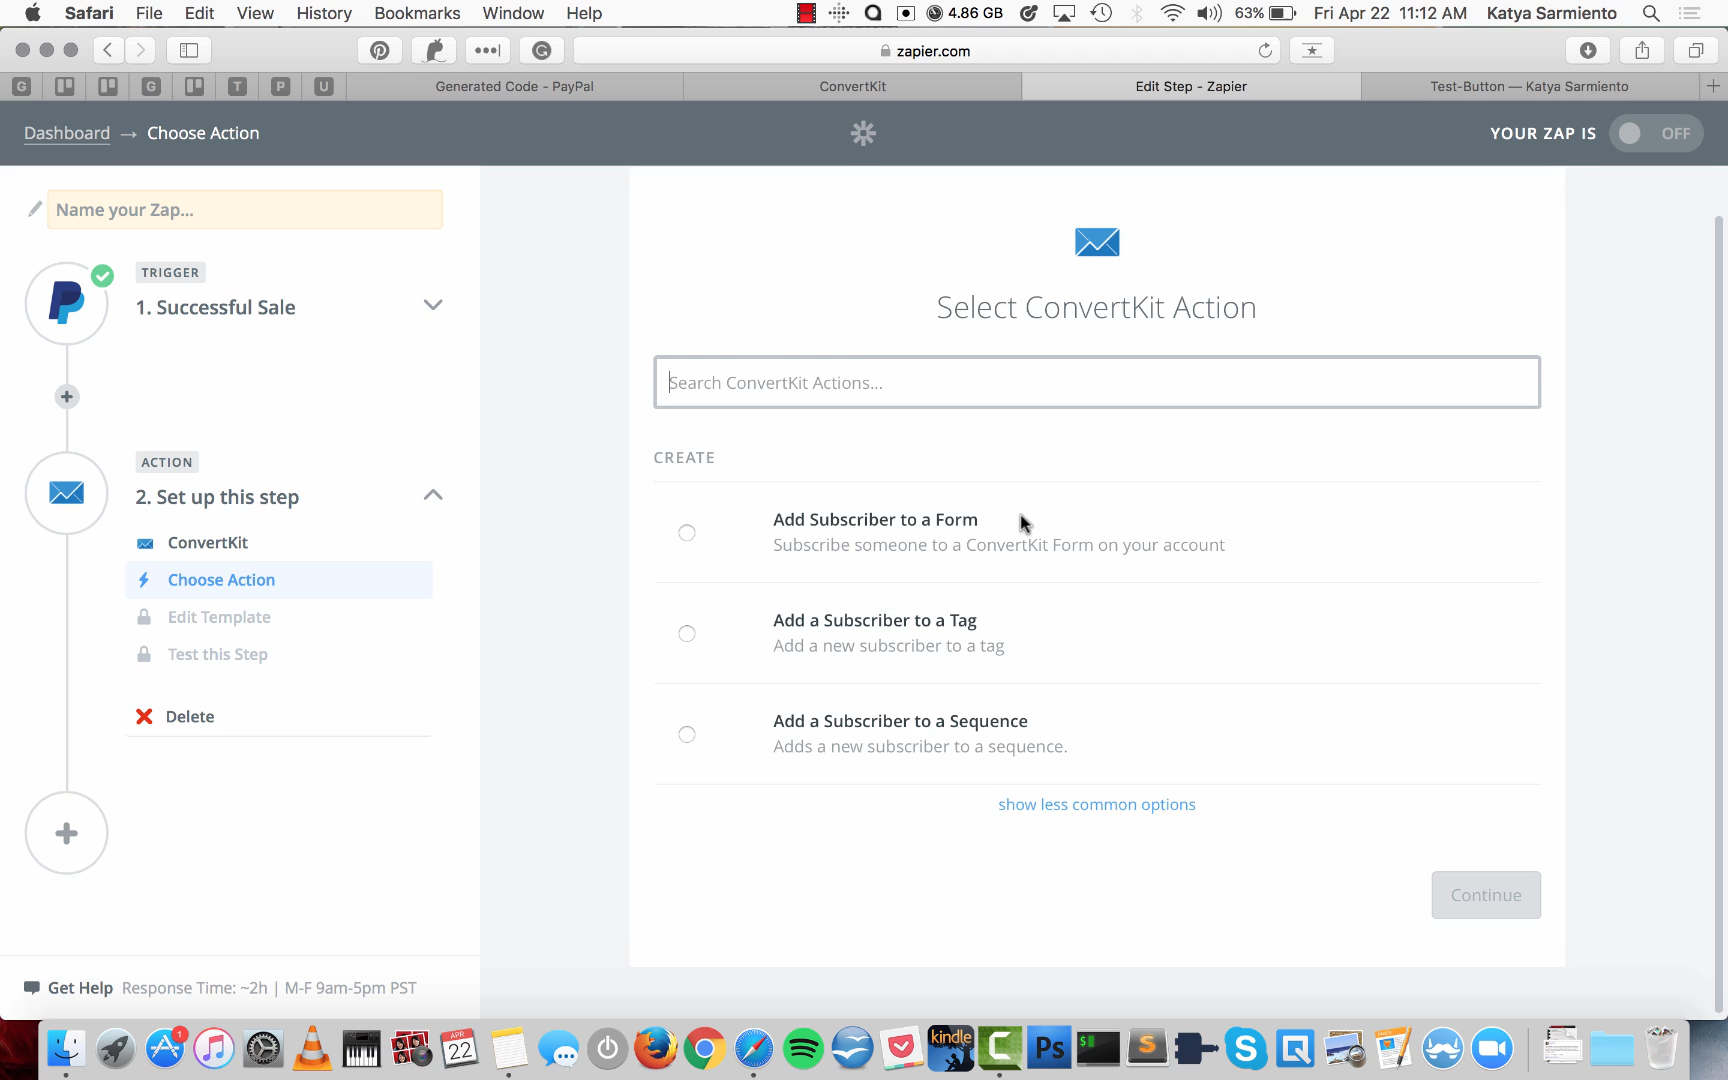 Safari File Edit View History Bookmarks Window Help 4.86 GB 63% Fri Apr 22 11:12 AM Katya Sarmiento
zapier.com
G G T P U Generated Code - PayPal ConvertKit Edit Step - Zapier Test-Button — Katya Sarmiento
Dashboard → Choose Action YOUR ZAP IS OFF
Name your Zap...
TRIGGER
1. Successful Sale
ACTION
2. Set up this step
ConvertKit
Choose Action
Edit Template
Test this Step
Delete
Get Help Response Time: ~2h | M-F 9am-5pm PST
Select ConvertKit Action
Search ConvertKit Actions...
CREATE
Add Subscriber to a Form
Subscribe someone to a ConvertKit Form on your account
Add a Subscriber to a Tag
Add a new subscriber to a tag
Add a Subscriber to a Sequence
Adds a new subscriber to a sequence.
show less common options
Continue
1
APR
22
kindle
Ps
$
S